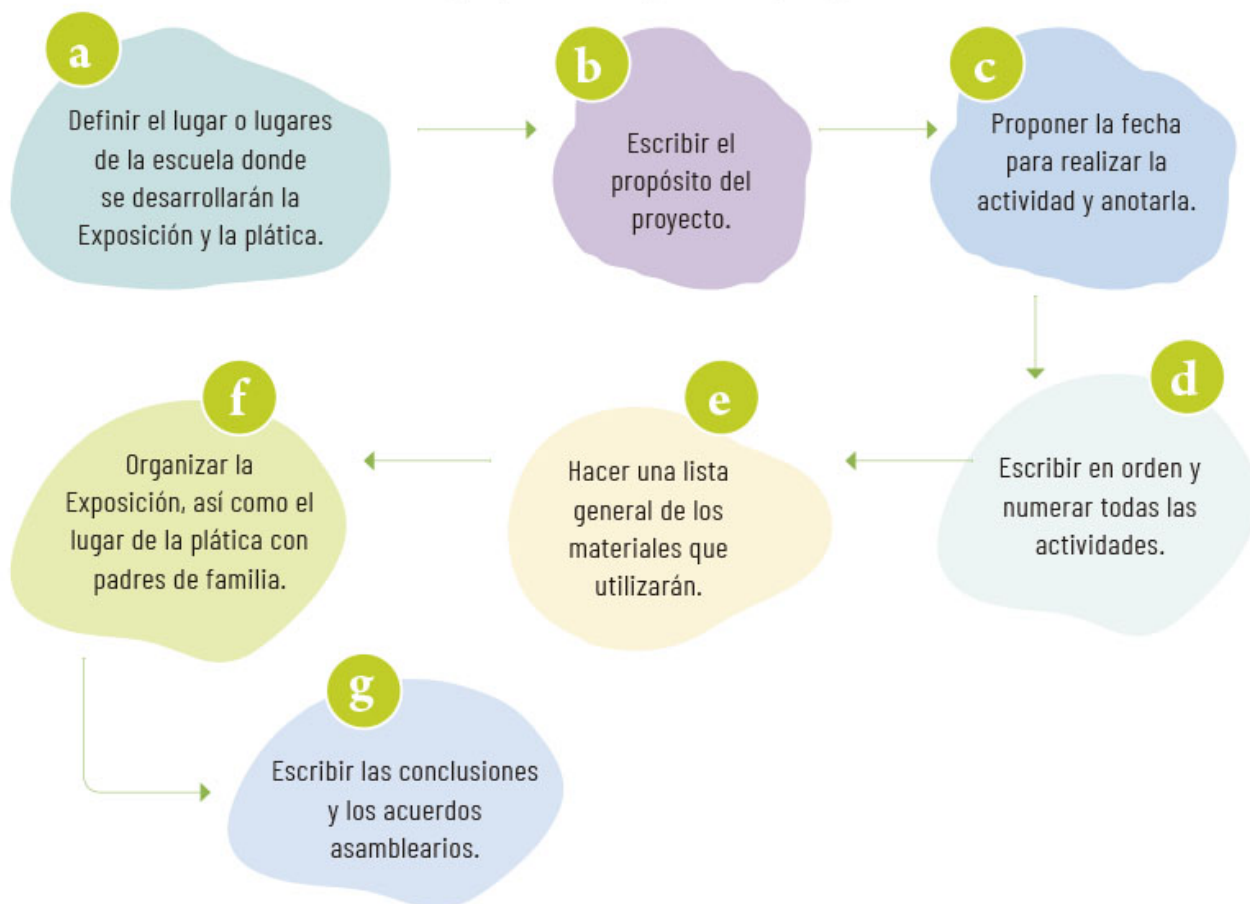 a
Definir el lugar o lugares
de la escuela donde
se desarrollarán la
Exposición y la plática.
b
Escribir el
propósito del
proyecto.
c
Proponer la fecha
para realizar la
actividad y anotarla.
d
Escribir en orden y
numerar todas las
actividades.
e
Hacer una lista
general de los
materiales que
utilizarán.
f
Organizar la
Exposición, así como el
lugar de la plática con
padres de familia.
g
Escribir las conclusiones
y los acuerdos
asamblearios.